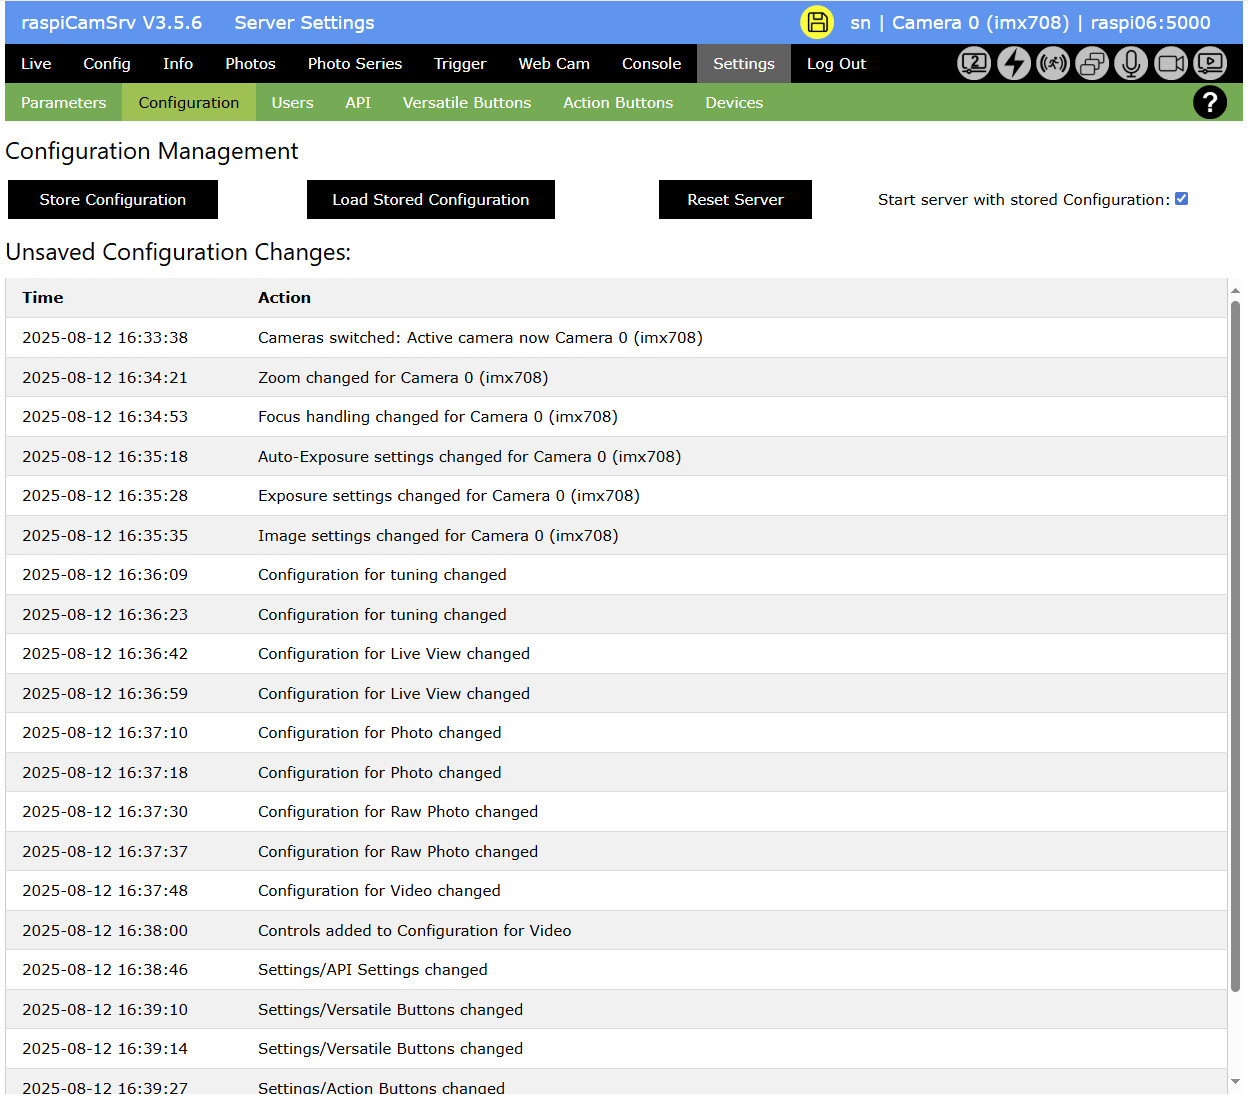 raspiCamSrv V3.5.6 Server Settings sn | Camera 0 (imx708) | raspi06:5000
Live Config Info Photos Photo Series Trigger Web Cam Console Settings Log Out 2
Parameters Configuration Users API Versatile Buttons Action Buttons Devices ?
Configuration Management
Store Configuration Load Stored Configuration Reset Server Start server with stored Configuration:
Unsaved Configuration Changes:
Time Action
2025-08-12 16:33:38 Cameras switched: Active camera now Camera 0 (imx708)
2025-08-12 16:34:21 Zoom changed for Camera 0 (imx708)
2025-08-12 16:34:53 Focus handling changed for Camera 0 (imx708)
2025-08-12 16:35:18 Auto-Exposure settings changed for Camera 0 (imx708)
2025-08-12 16:35:28 Exposure settings changed for Camera 0 (imx708)
2025-08-12 16:35:35 Image settings changed for Camera 0 (imx708)
2025-08-12 16:36:09 Configuration for tuning changed
2025-08-12 16:36:23 Configuration for tuning changed
2025-08-12 16:36:42 Configuration for Live View changed
2025-08-12 16:36:59 Configuration for Live View changed
2025-08-12 16:37:10 Configuration for Photo changed
2025-08-12 16:37:18 Configuration for Photo changed
2025-08-12 16:37:30 Configuration for Raw Photo changed
2025-08-12 16:37:37 Configuration for Raw Photo changed
2025-08-12 16:37:48 Configuration for Video changed
2025-08-12 16:38:00 Controls added to Configuration for Video
2025-08-12 16:38:46 Settings/API Settings changed
2025-08-12 16:39:10 Settings/Versatile Buttons changed
2025-08-12 16:39:14 Settings/Versatile Buttons changed
2025-08-12 16:39:27 Settings/Action Buttons changed